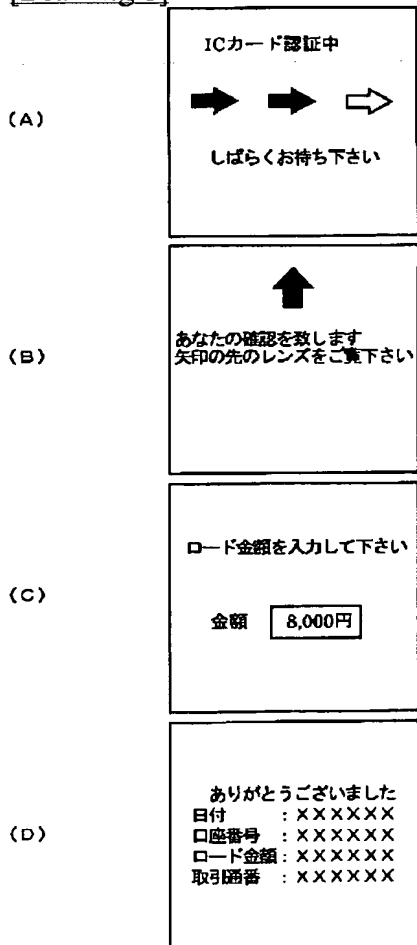 (A)
ICカード認証中
しばらくお待ち下さい
(B)
あなたの確認を致します
矢印の先のレンズをご覧下さい
(C)
ロード金額を入力して下さい
金額 8,000円
(D)
ありがとうございました
日付 : ××××××
口座番号 : ××××××
ロード金額 : ××××××
取引通番 : ××××××